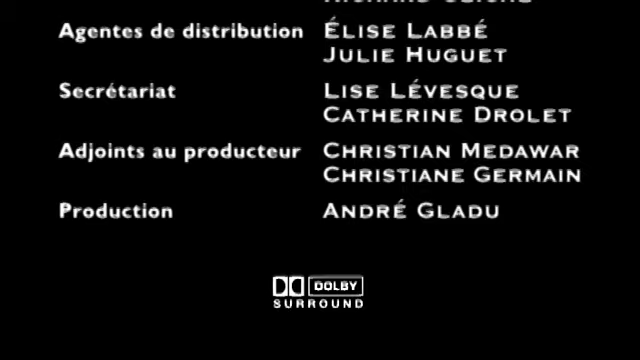 Agentes de distribution ÉLISE LABBÉ
JULIE HUGUET
Secrétariat LISE LÉVESQUE
CATHERINE DROLET
Adjoints au producteur CHRISTIAN MEDAWAR
CHRISTIANE GERMAIN
Production ANDRÉ GLADU
DOLBY
SURROUND